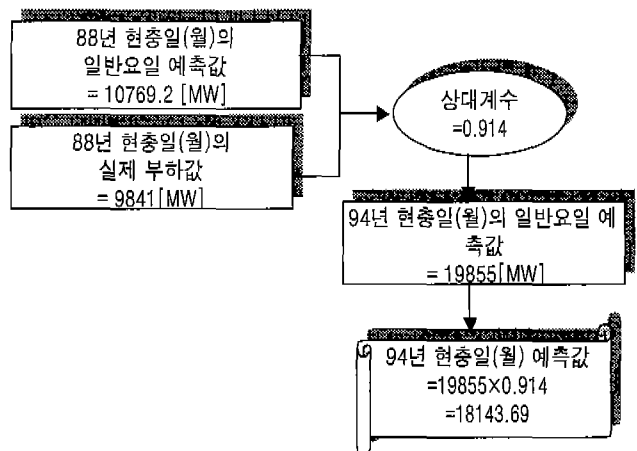 88년 현충일(월)의
일반요일 예측값
= 10769.2 [MW]
88년 현충일(월)의
실제 부하값
= 9841[MW]
상대계수
=0.914
94년 현충일(월)의 일반요일 예
측값
= 19855[MW]
94년 현충일(월) 예측값
=19855×0.914
=18143.69